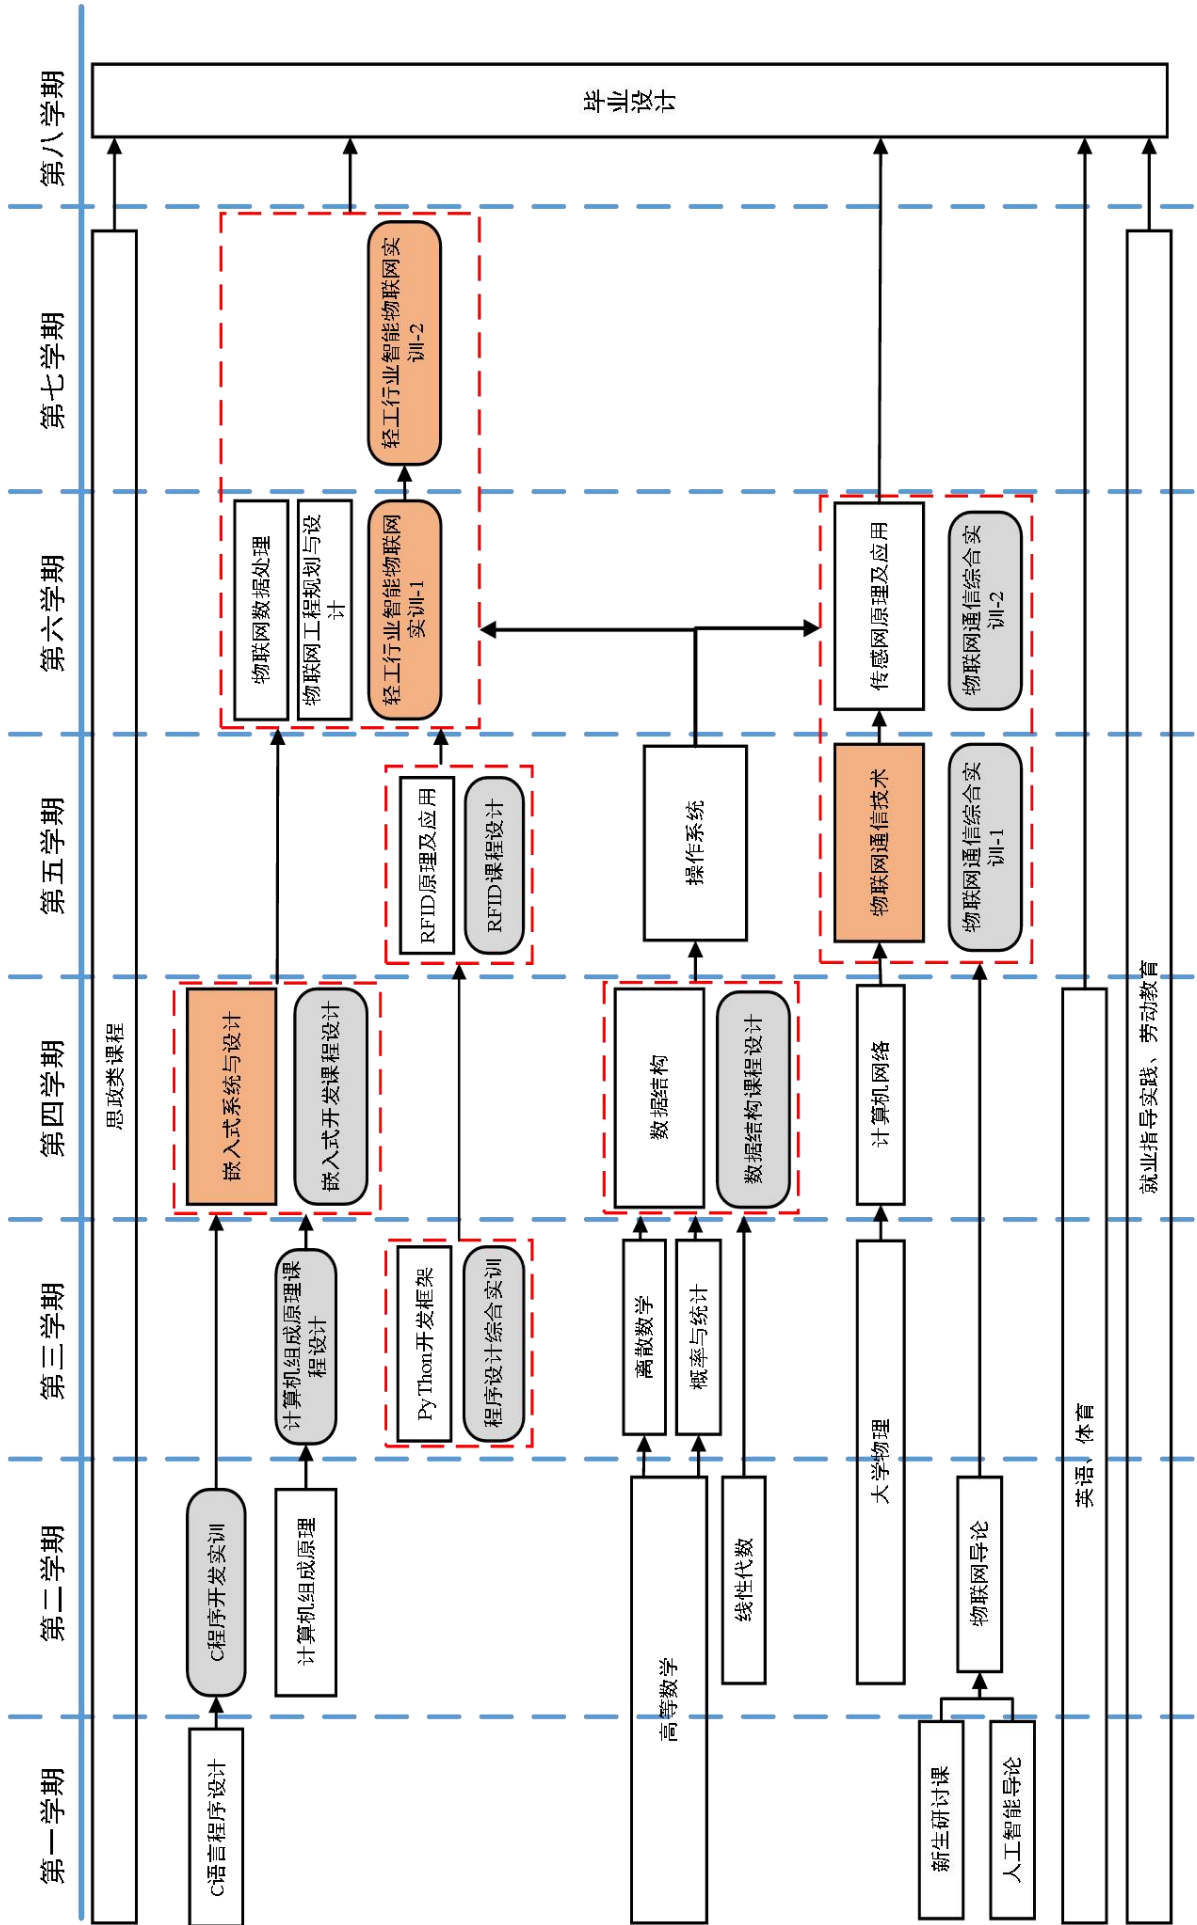 第一学期
第二学期
第三学期
第四学期
第五学期
第六学期
第七学期
第八学期
思政类课程
毕业设计
C语言程序设计
C程序开发实训
计算机组成原理
计算机组成原理课
程设计
嵌入式系统与设计
嵌入式开发课程设计
物联网数据处理
物联网工程规划与设
计
轻工行业智能物联网
实训-1
轻工行业智能物联网实
训-2
PyThon开发框架
程序设计综合实训
RFID原理及应用
RFID课程设计
高等数学
线性代数
离散数学
概率与统计
数据结构
数据结构课程设计
操作系统
大学物理
计算机网络
物联网通信技术
物联网通信综合实
训-1
传感网原理及应用
物联网通信综合实
训-2
新生研讨课
人工智能导论
物联网导论
英语、体育
就业指导实践、劳动教育